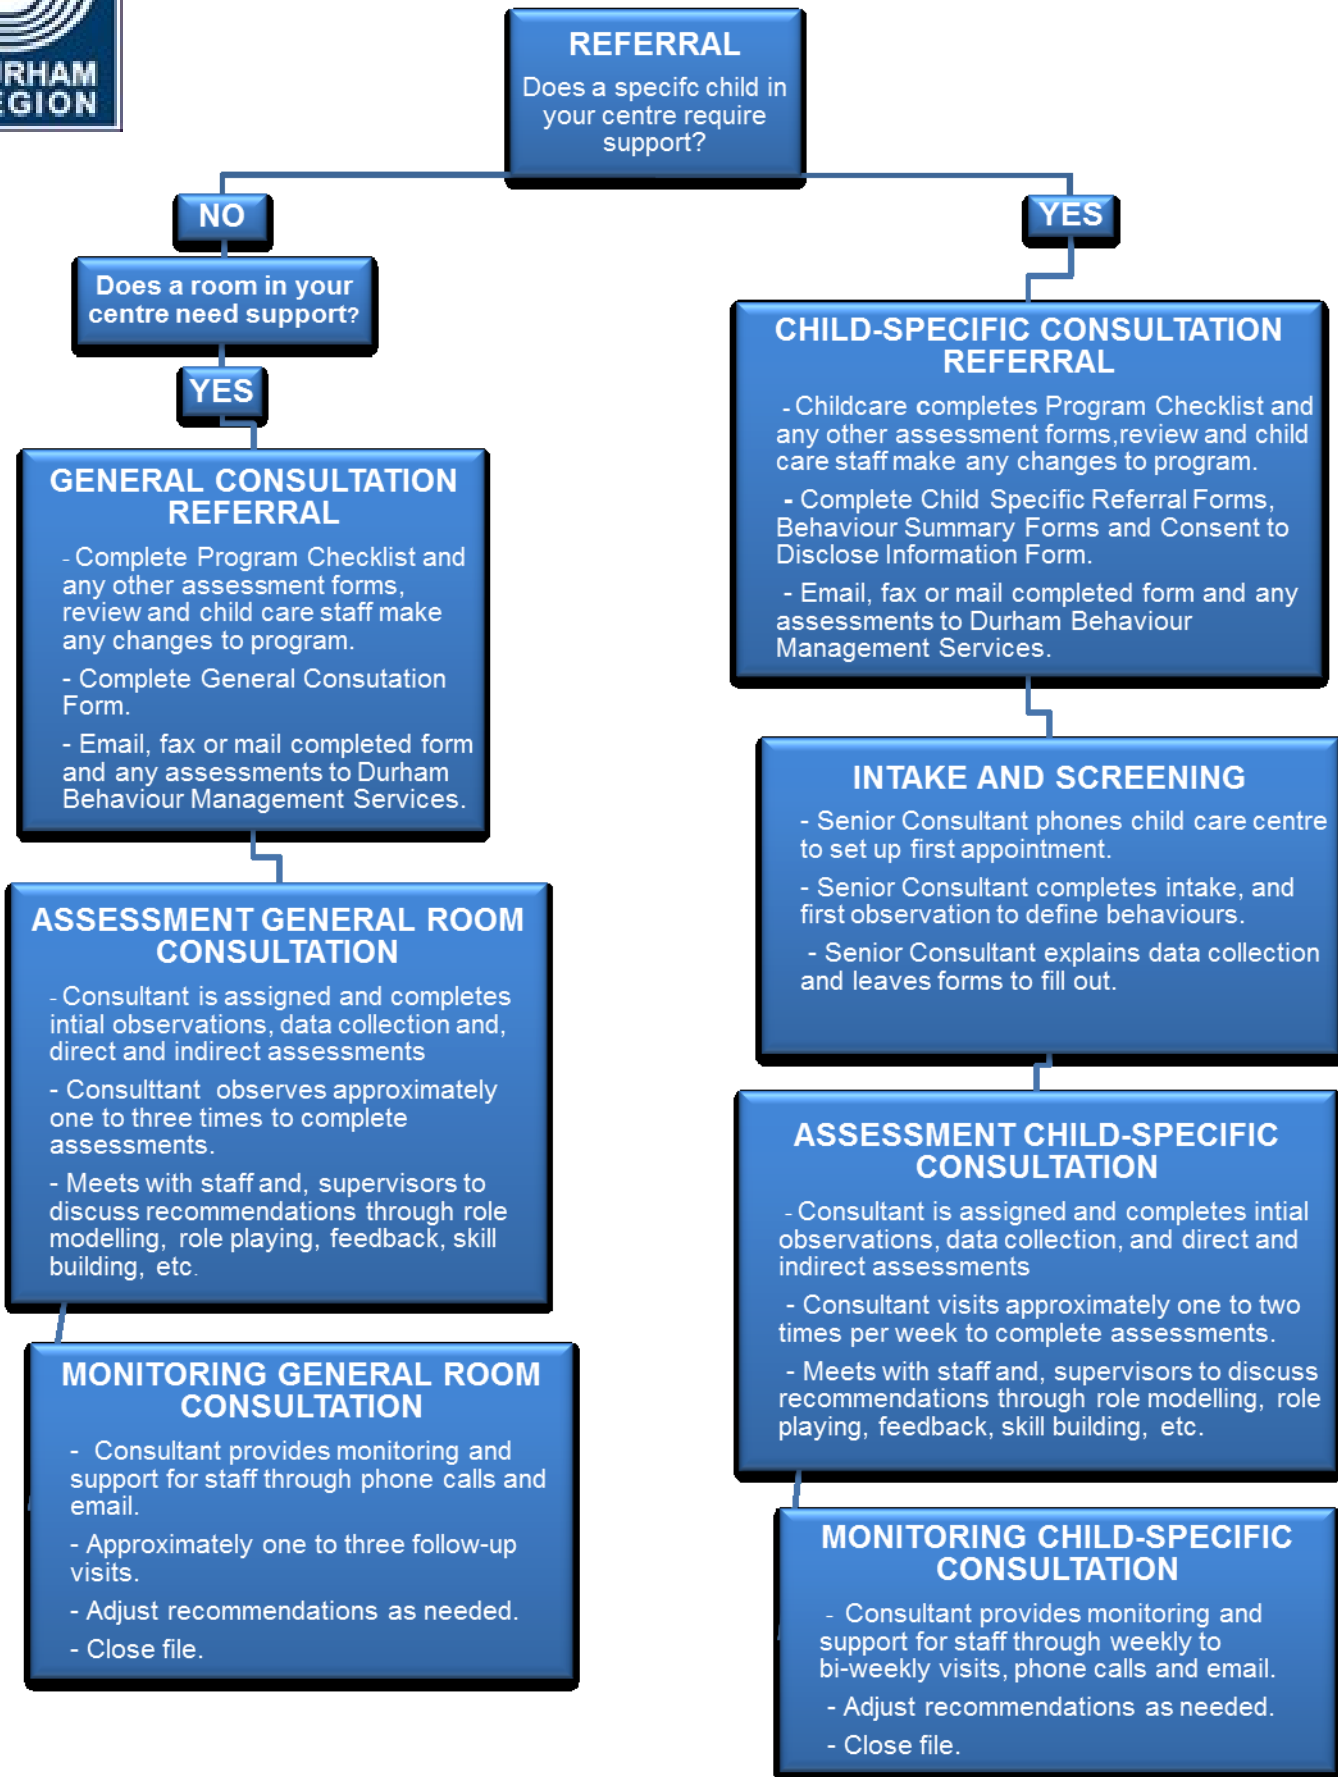 RHAM
EGION
REFERRAL
Does a specifc child in
your centre require
support?
NO
Does a room in your
centre need support?
YES
GENERAL CONSULTATION
REFERRAL
- Complete Program Checklist and
any other assessment forms,
review and child care staff make
any changes to program.
- Complete General Consutation
Form.
- Email, fax or mail completed form
and any assessments to Durham
Behaviour Management Services.
ASSESSMENT GENERAL ROOM
CONSULTATION
- Consultant is assigned and completes
intial observations, data collection and,
direct and indirect assessments
- Consulttant observes approximately
one to three times to complete
assessments.
- Meets with staff and, supervisors to
discuss recommendations through role
modelling, role playing, feedback, skill
building, etc.
MONITORING GENERAL ROOM
CONSULTATION
- Consultant provides monitoring and
support for staff through phone calls and
email.
- Approximately one to three follow-up
visits.
- Adjust recommendations as needed.
- Close file.
YES
CHILD-SPECIFIC CONSULTATION
REFERRAL
- Childcare completes Program Checklist and
any other assessment forms,review and child
care staff make any changes to program.
- Complete Child Specific Referral Forms,
Behaviour Summary Forms and Consent to
Disclose Information Form.
- Email, fax or mail completed form and any
assessments to Durham Behaviour
Management Services.
INTAKE AND SCREENING
- Senior Consultant phones child care centre
to set up first appointment.
- Senior Consultant completes intake, and
first observation to define behaviours.
- Senior Consultant explains data collection
and leaves forms to fill out.
ASSESSMENT CHILD-SPECIFIC
CONSULTATION
- Consultant is assigned and completes intial
observations, data collection, and direct and
indirect assessments
- Consultant visits approximately one to two
times per week to complete assessments.
- Meets with staff and, supervisors to discuss
recommendations through role modelling, role
playing, feedback, skill building, etc.
MONITORING CHILD-SPECIFIC
CONSULTATION
- Consultant provides monitoring and
support for staff through weekly to
bi-weekly visits, phone calls and email.
- Adjust recommendations as needed.
- Close file.